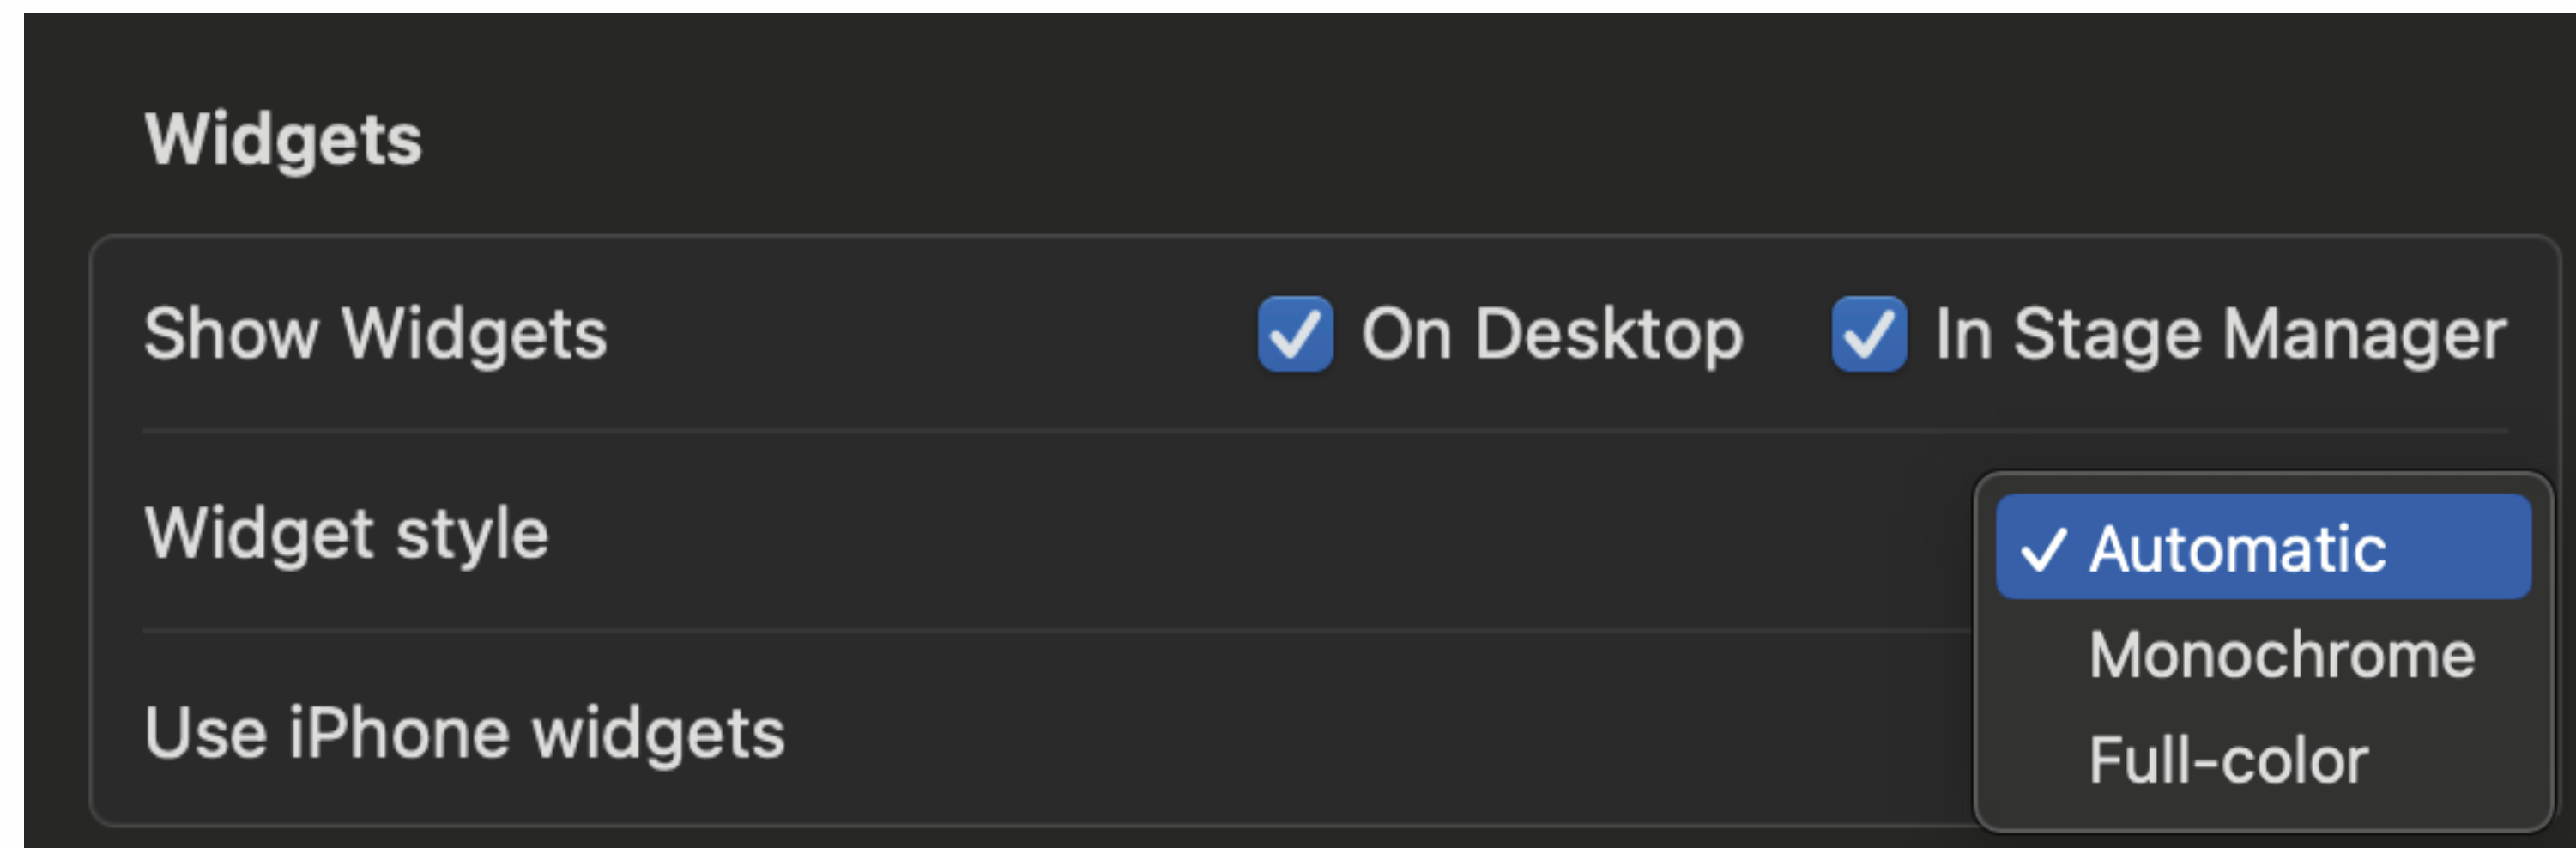 Widgets
Show Widgets On Desktop In Stage Manager
Widget style
Automatic
Monochrome
Use iPhone widgets
Full-color